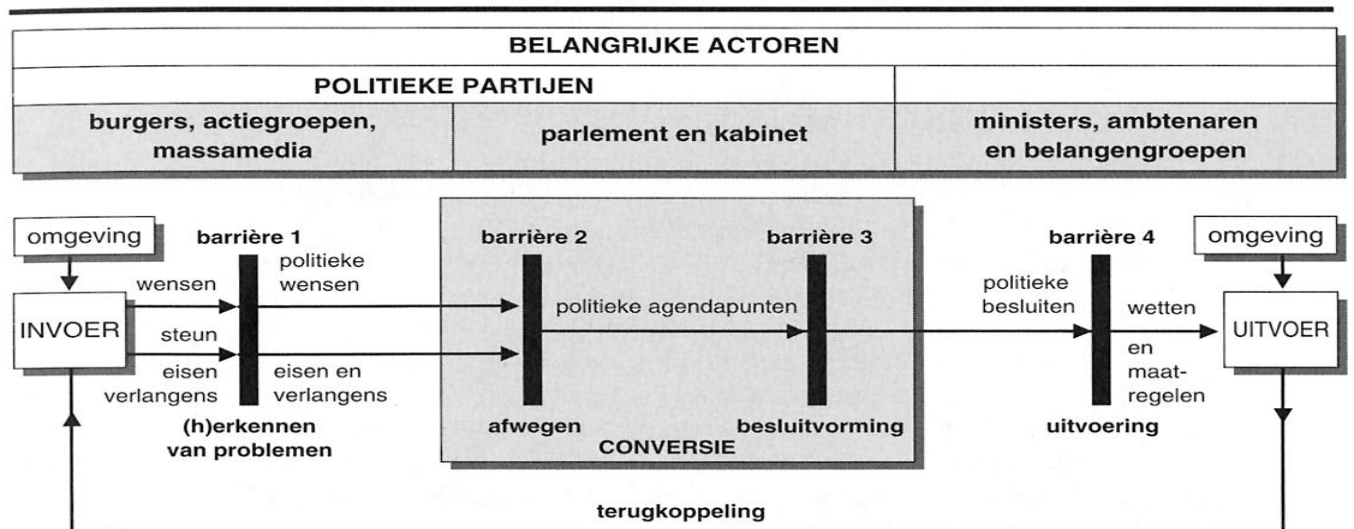 BELANGRIJKE ACTOREN
POLITIEKE PARTIJEN
burgers, actiegroepen,
massamedia
parlement en kabinet
ministers, ambtenaren
en belangengroepen
omgeving
INVOER
wensen
steun
eisen
verlangens
barrière 1
(h)erkennen
van problemen
politieke
wensen
eisen en
verlangens
barrière 2
afwegen
politieke agendapunten
barrière 3
besluitvorming
CONVERSIE
politieke
besluiten
barrière 4
uitvoering
wetten
en
maat-
regelen
omgeving
UITVOER
terugkoppeling